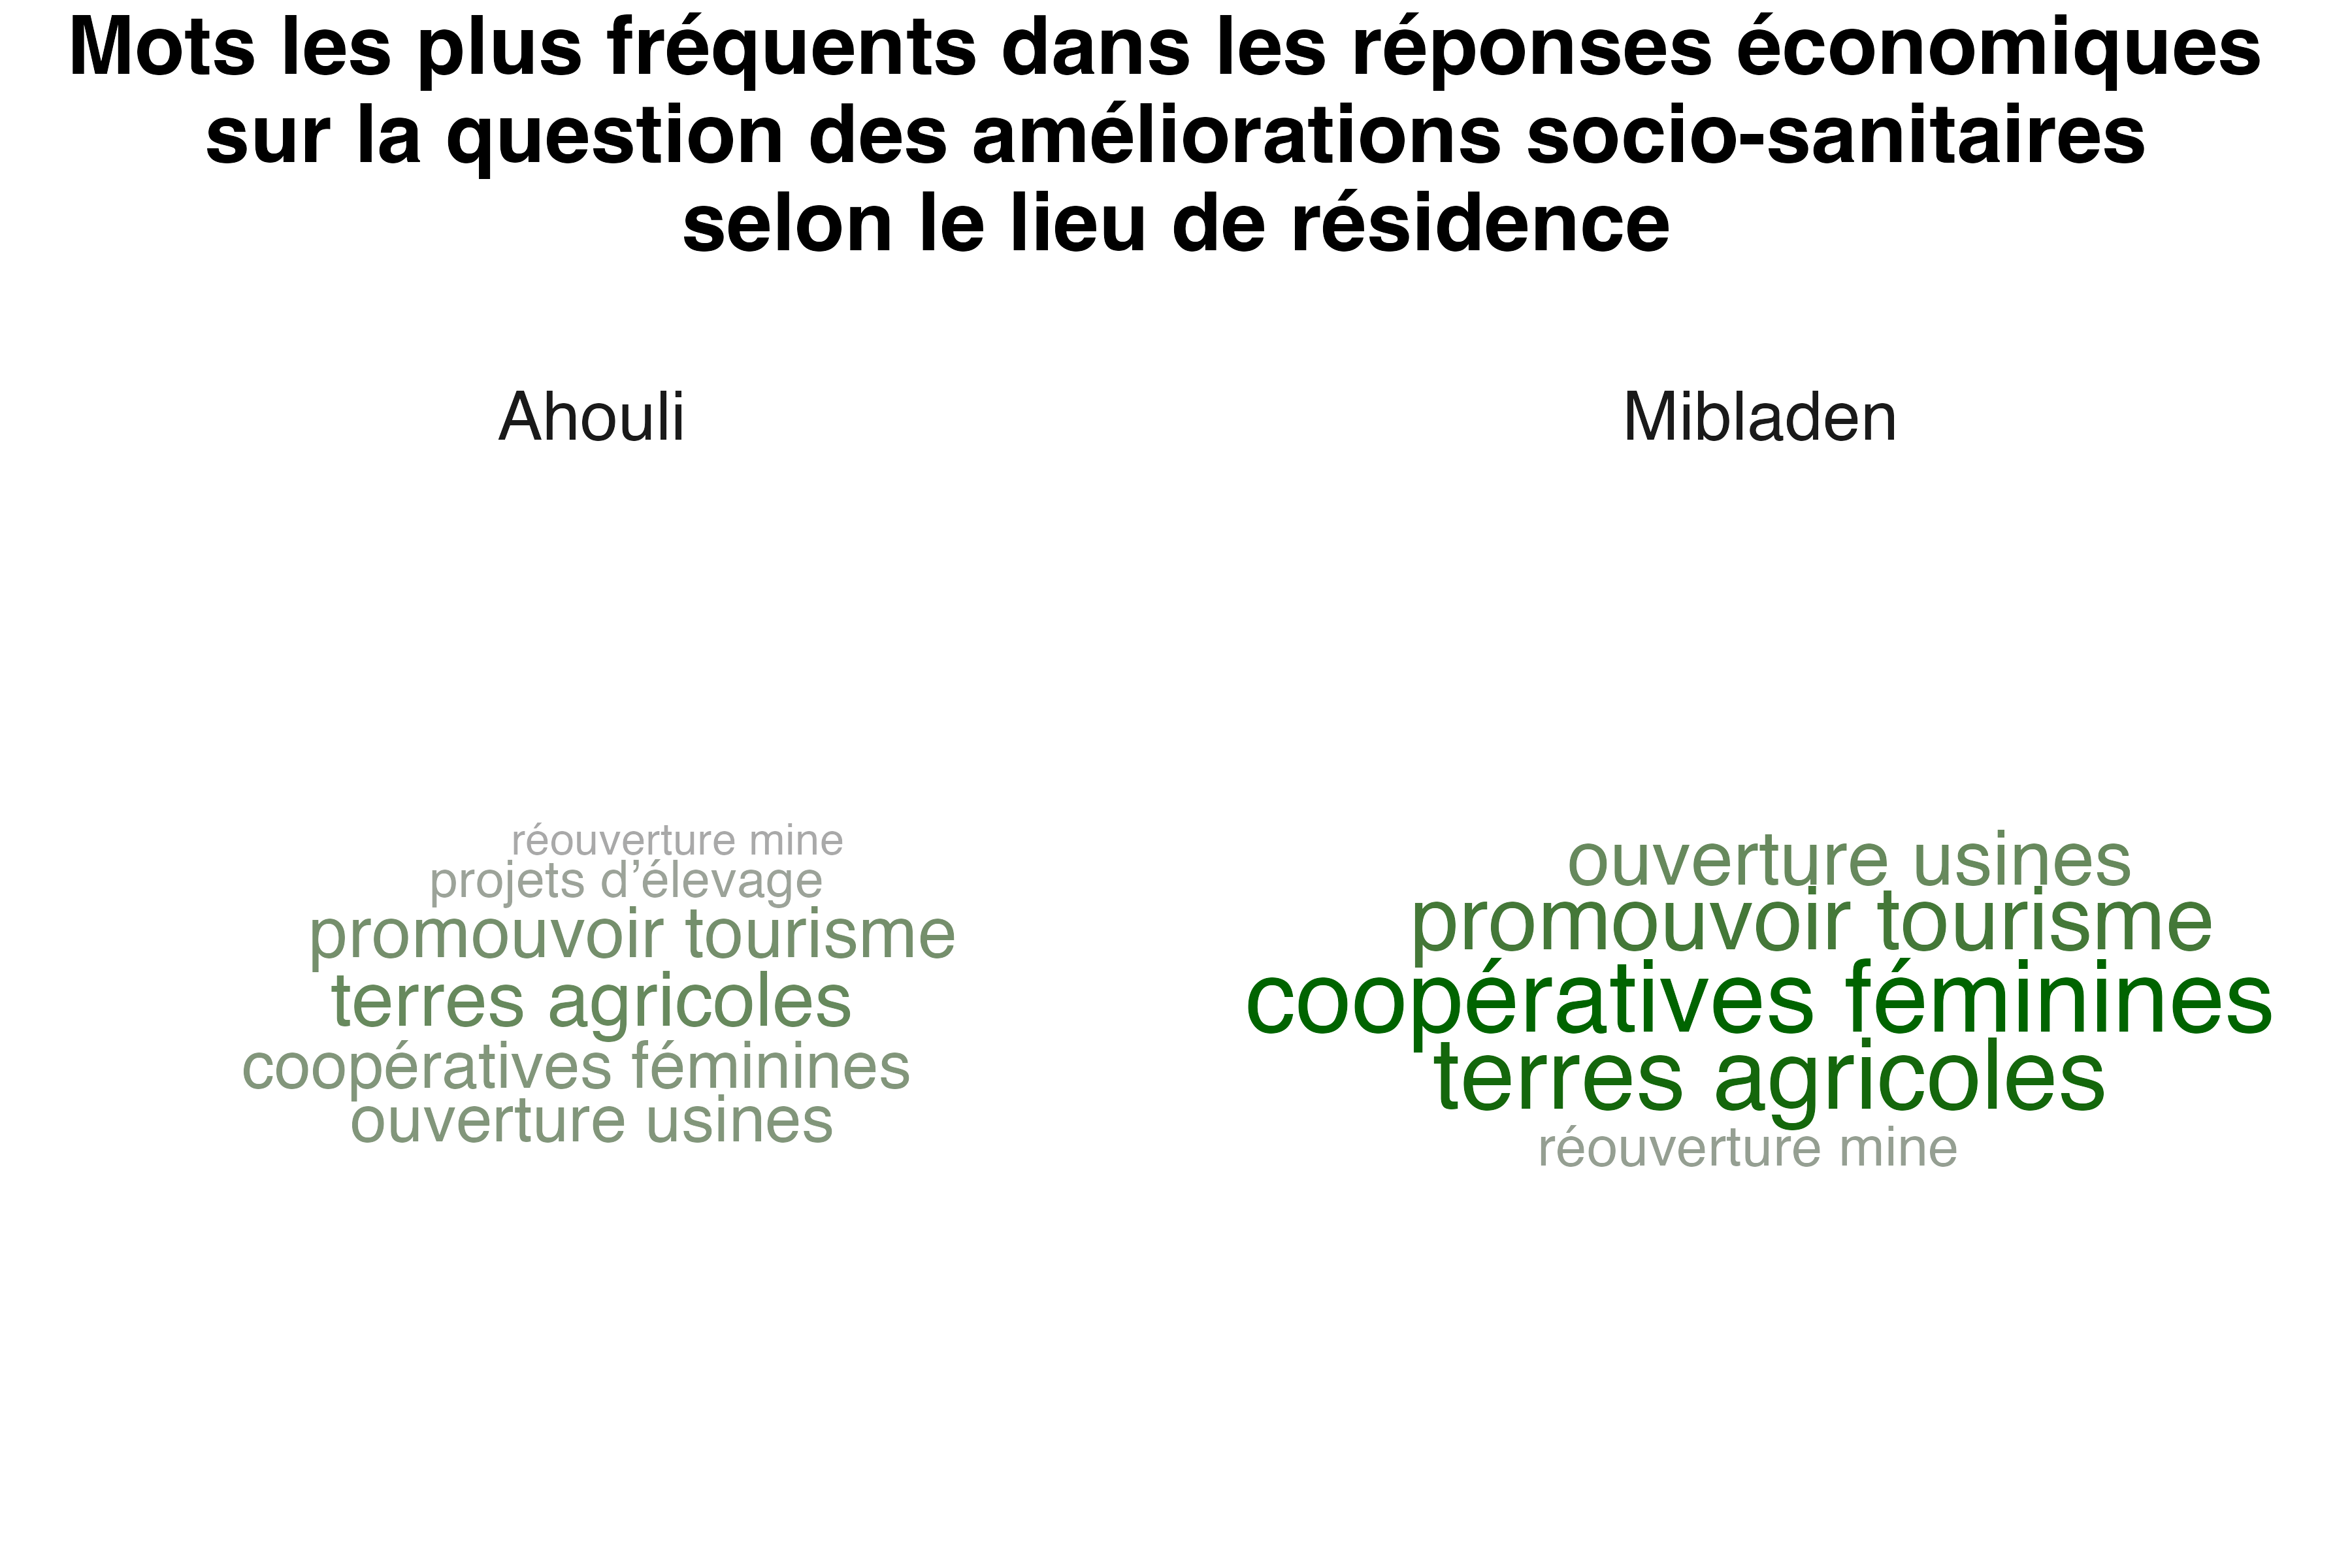 Mots les plus fréquents dans les réponses économiques
sur la question des améliorations socio-sanitaires
selon le lieu de résidence
Ahouli
réouverture mine
projets d’élevage
promouvoir tourisme
terres agricoles
coopératives féminines
ouverture usines
Mibladen
ouverture usines
promouvoir tourisme
coopératives féminines
terres agricoles
réouverture mine